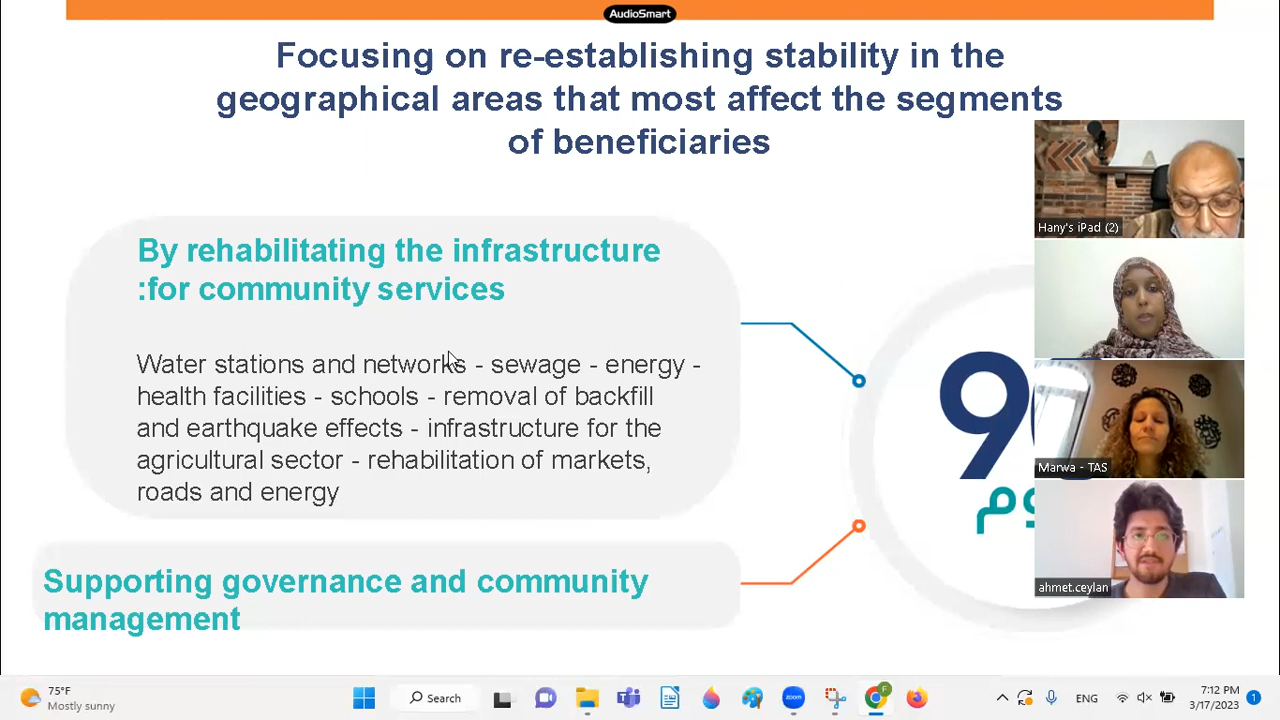 AudioSmart
Focusing on re-establishing stability in the
geographical areas that most affect the segments
of beneficiaries
By rehabilitating the infrastructure
:for community services
Water stations and networks - sewage - energy -
health facilities - schools - removal of backfill
and earthquake effects - infrastructure for the
agricultural sector - rehabilitation of markets,
roads and energy
Supporting governance and community
management
9
Hany's iPad (2)
Marwa - TAS
ahmet.ceylan
75°F
Mostly sunny
Search
zoom
F
ENG
7:12 PM
3/17/2023
1